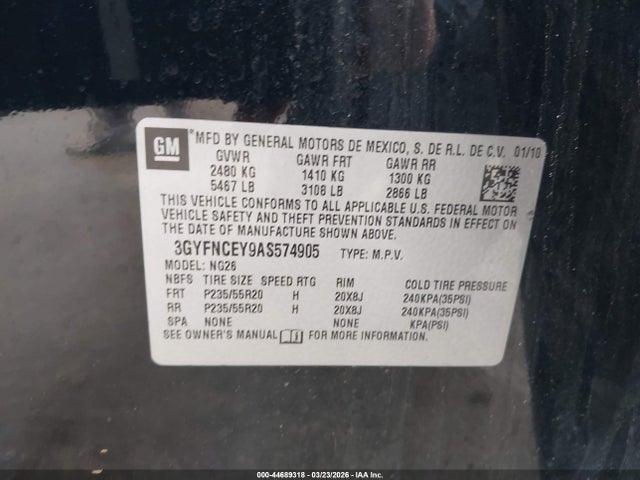 GM
MFD BY GENERAL MOTORS DE MEXICO, S. DE R.L. DE C.V. 01/10
GVWR GAWR FRT GAWR RR
2480 KG 1410 KG 1300 KG
5467 LB 3108 LB 2866 LB
THIS VEHICLE CONFORMS TO ALL APPLICABLE U.S. FEDERAL MOTOR
VEHICLE SAFETY AND THEFT PREVENTION STANDARDS IN EFFECT ON
THE DATE OF MANUFACTURE SHOWN ABOVE.
3GYFNCEY9AS574905 TYPE: M.P.V.
MODEL: NG26
NBFS TIRE SIZE SPEED RTG RIM COLD TIRE PRESSURE
FRT P235/55R20 H 20X8J 240KPA(35PSI)
RR P235/55R20 H 20X8J 240KPA(35PSI)
SPA NONE NONE KPA(PSI)
SEE OWNER'S MANUAL FOR MORE INFORMATION.
000-44689318 | 03/23/2026 - IAA Inc.